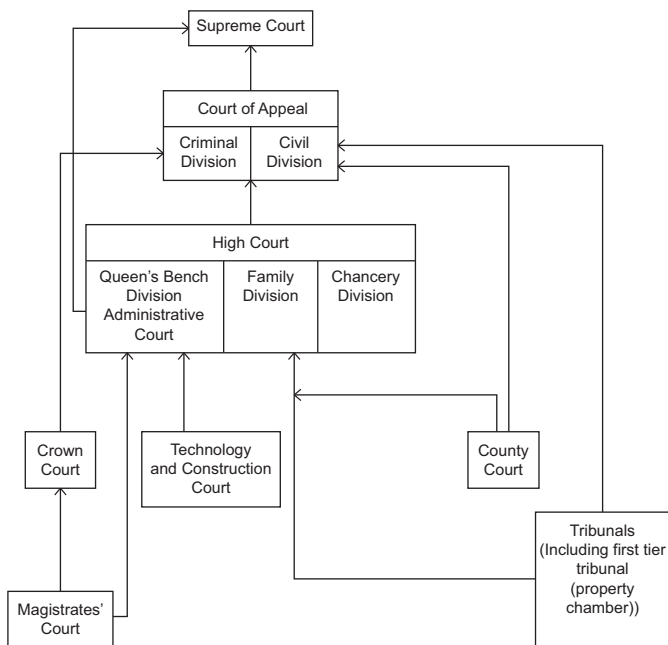 Supreme Court
Court of Appeal
Criminal
Division
Civil
Division
High Court
Queen's Bench
Division
Administrative
Court
Family
Division
Chancery
Division
Crown
Court
Technology
and Construction
Court
County
Court
Tribunals
(Including first tier
tribunal
(property
chamber))
Magistrates'
Court